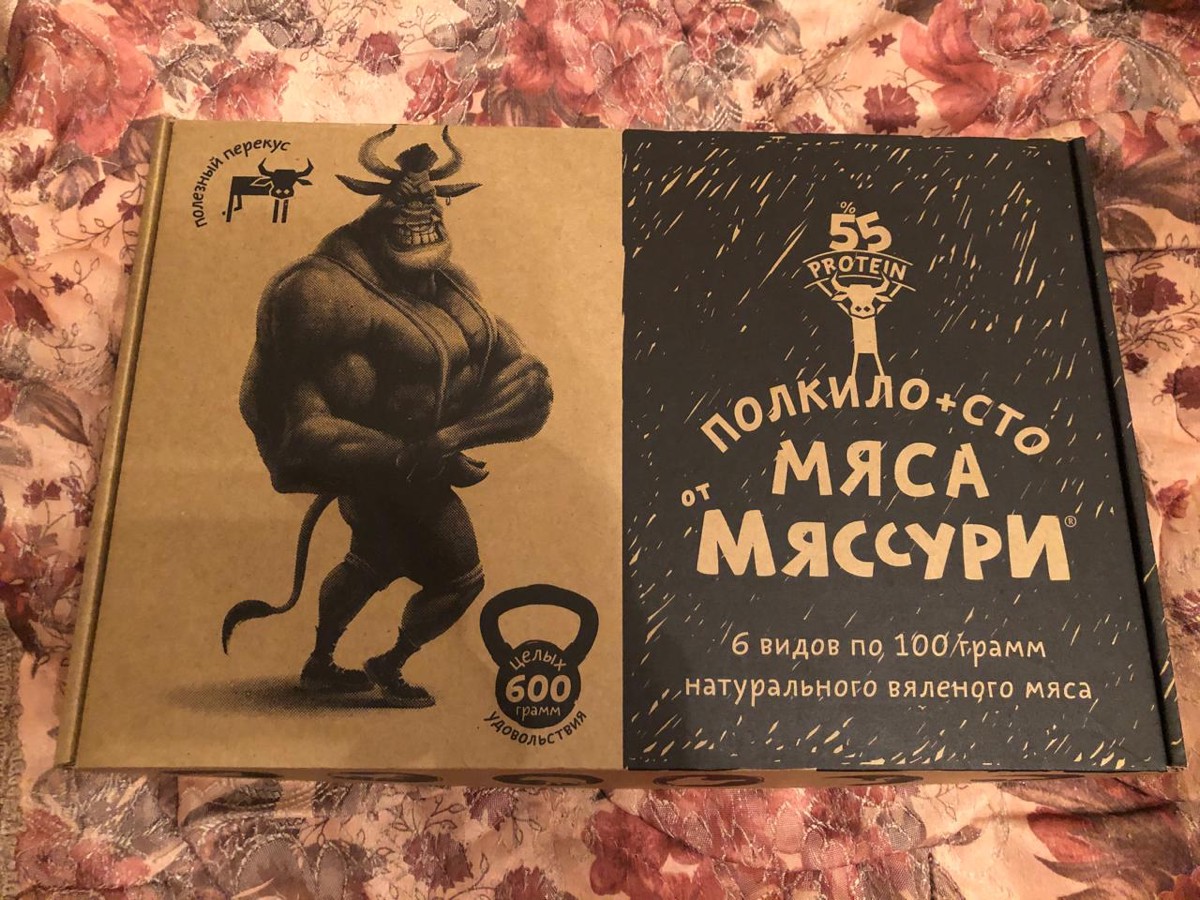 полезный перекус
целых
600
грамм
удовольствия
%
55
PROTEIN
ПОЛКИЛО+СТО
МЯСА
от
МЯССУРИ®
6 видов по 100 грамм
натурального вяленого мяса